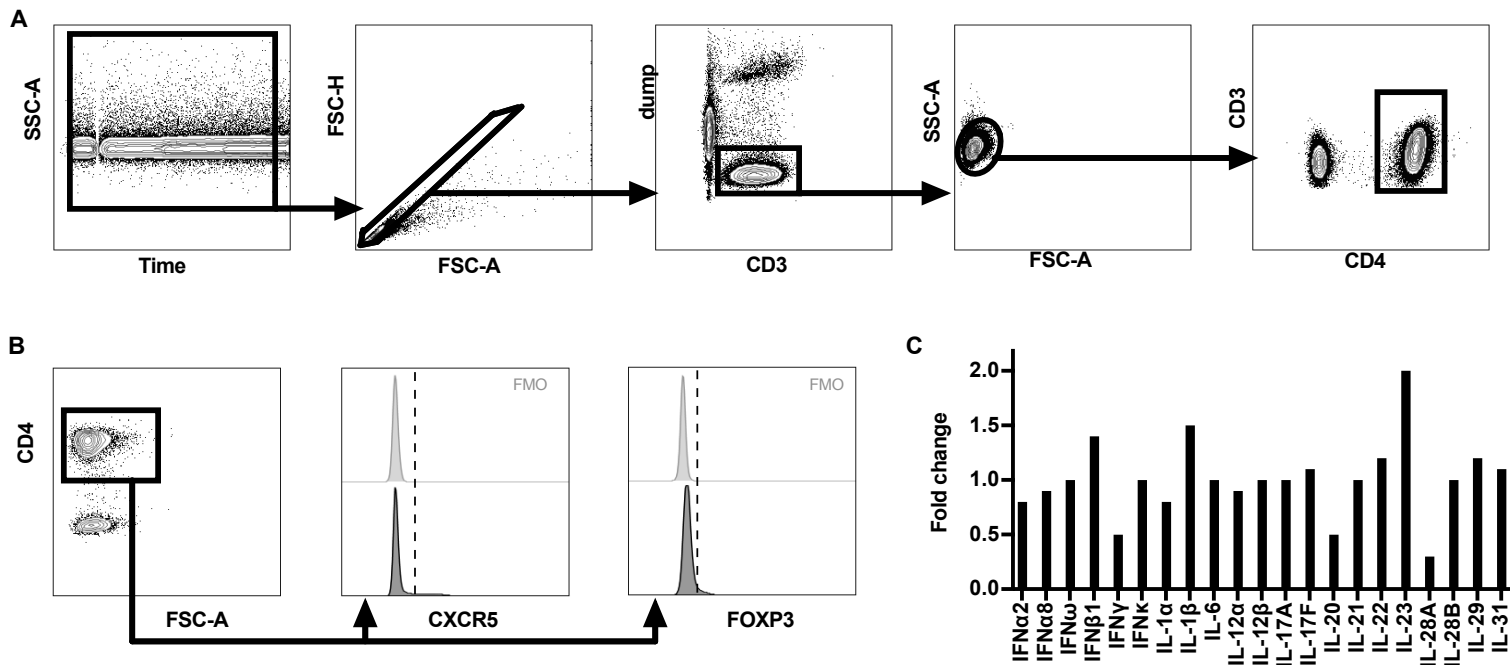 A
SSC-A
Time
FSC-H
FSC-A
dump
CD3
SSC-A
FSC-A
CD3
CD4
B
CD4
FSC-A
FMO
CXCR5
FMO
FOXP3
C
Fold change
2.0
1.5
1.0
0.5
0.0
IFNα2
IFNα8
IFNω
IFNβ1
IFNγ
IFNκ
IL-1α
IL-1β
IL-6
IL-12α
IL-12β
IL-17A
IL-17F
IL-20
IL-21
IL-22
IL-23
IL-28A
IL-28B
IL-29
IL-31